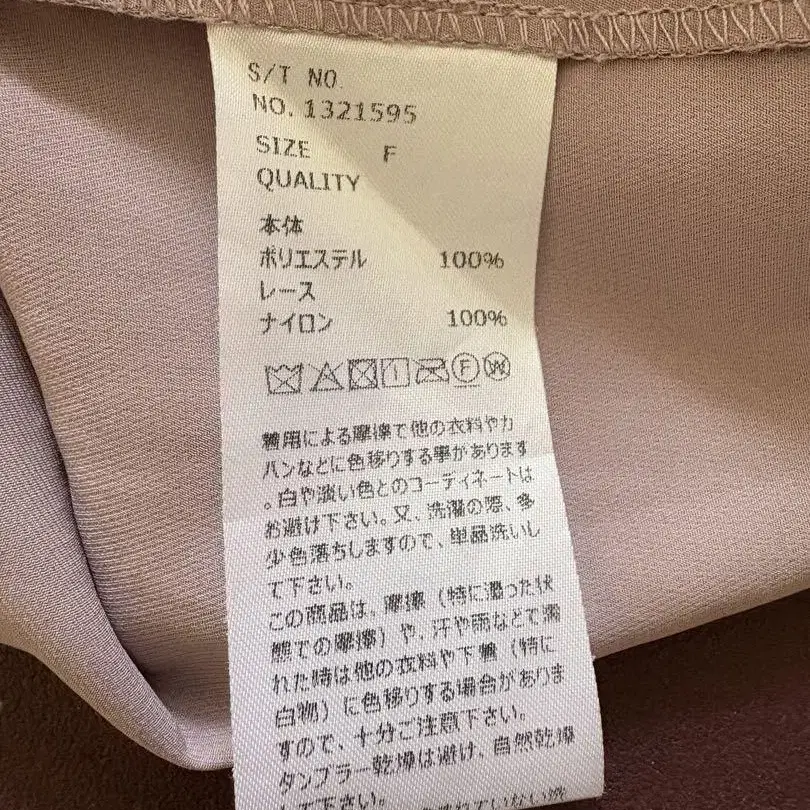 S/T NO.
NO. 1321595
SIZE F
QUALITY
本体
ポリエステル 100%
レース
ナイロン 100%
F W
着用による摩擦で他の衣料やカ
バンなどに色移りする事があります
。白や淡い色とのコーディネートは
お避け下さい。又、洗濯の際、多
少色落ちしますので、単品洗いし
て下さい。
この商品は、摩擦（特に湿った状
態での摩擦）や、汗や雨などで濡
れた時は他の衣料や下着（特に
白物）に色移りする場合がありま
すので、十分ご注意下さい。
タンブラー乾燥は避け、自然乾燥
して下さい。